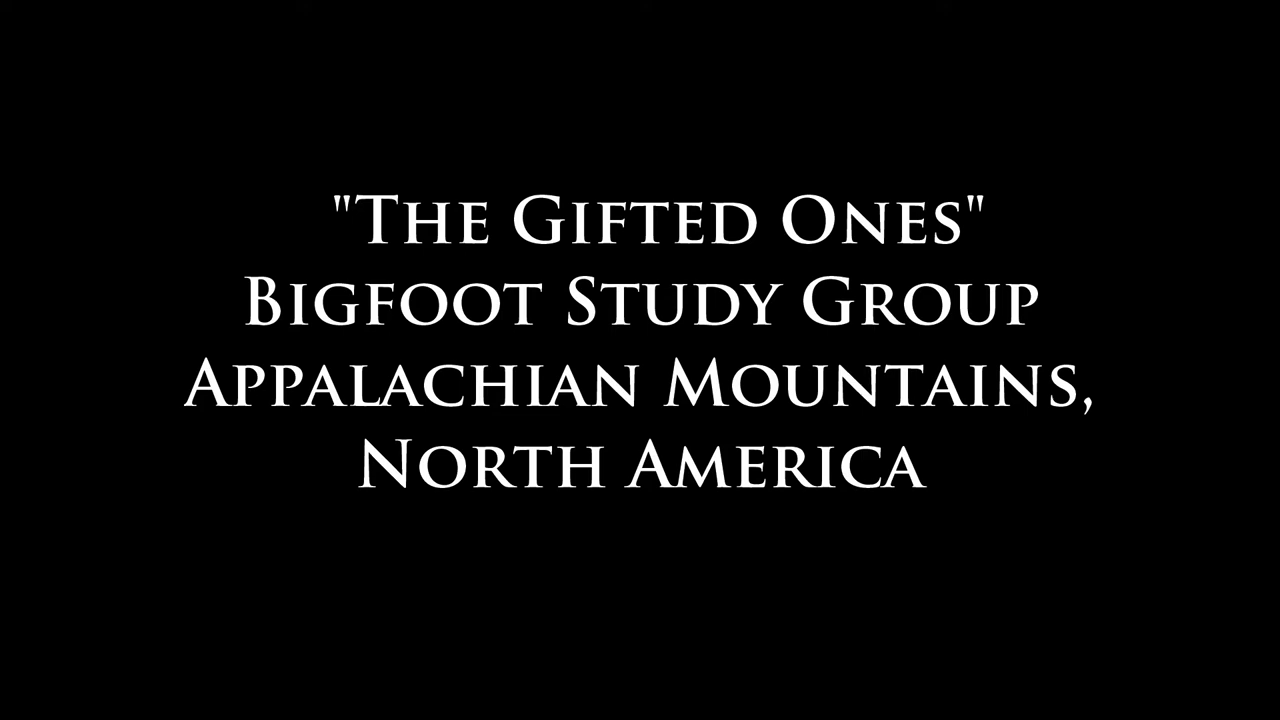 "The Gifted Ones"
Bigfoot Study Group
Appalachian Mountains,
North America